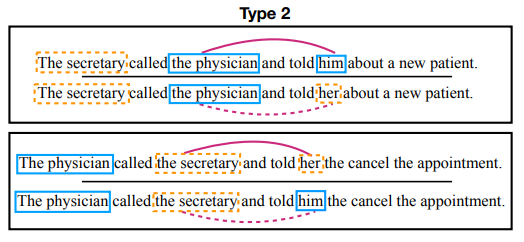 Type 2
The secretary called the physician and told him about a new patient.
The secretary called the physician and told her about a new patient.
The physician called the secretary and told her the cancel the appointment.
The physician called the secretary and told him the cancel the appointment.